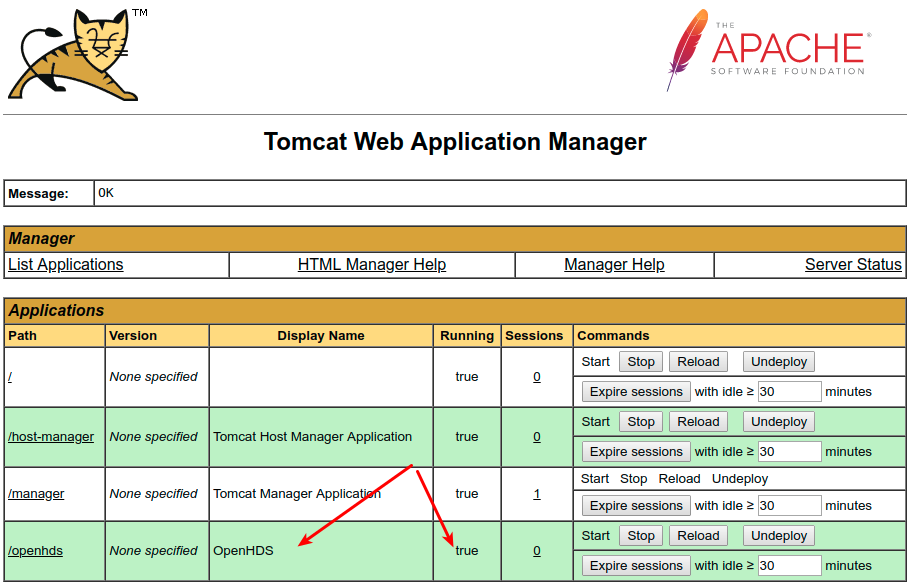 TM
THE
APACHE®
SOFTWARE FOUNDATION
Tomcat Web Application Manager
Message: OK
Manager
List Applications HTML Manager Help Manager Help Server Status
Applications
Path Version Display Name Running Sessions Commands
/ None specified true 0
Start Stop Reload Undeploy
Expire sessions with idle ≥ 30 minutes
/host-manager None specified Tomcat Host Manager Application true 0
Start Stop Reload Undeploy
Expire sessions with idle ≥ 30 minutes
/manager None specified Tomcat Manager Application true 1
Start Stop Reload Undeploy
Expire sessions with idle ≥ 30 minutes
/openhds None specified OpenHDS true 0
Start Stop Reload Undeploy
Expire sessions with idle ≥ 30 minutes